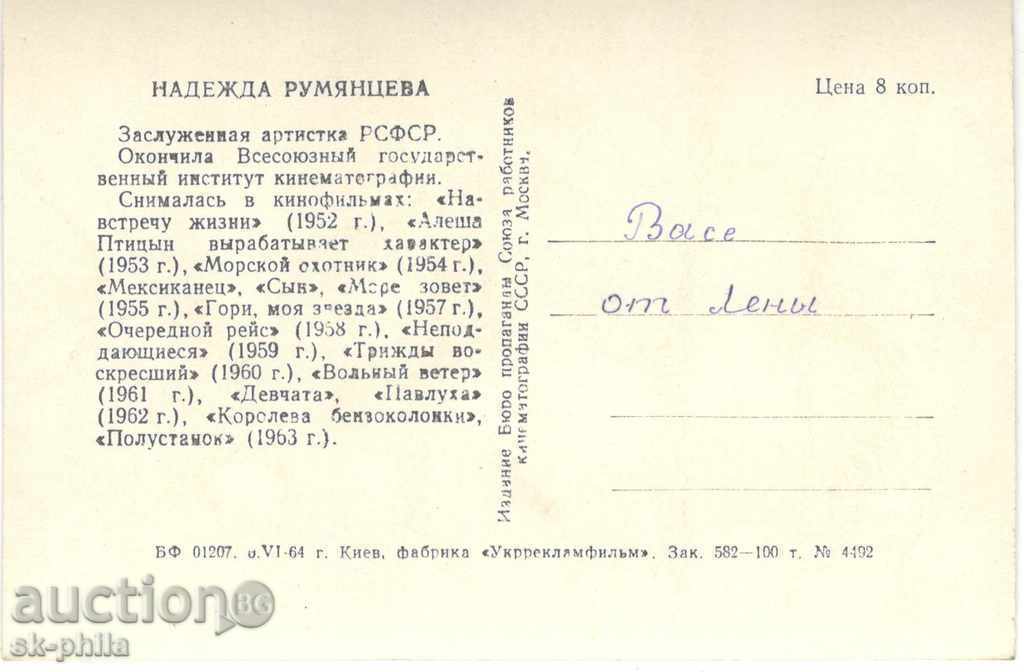 НАДЕЖДА РУМЯНЦЕВА
Заслуженная артистка РСФСР.
Окончила Всесоюзный государст-
венный институт кинематографии.
Снималась в кинофильмах: «На-
встречу жизни» (1952 г.), «Алеша
Птицын вырабатывает характер»
(1953 г.), «Морской охотник» (1954 г.),
«Мексиканец», «Сын», «Море зовет»
(1955 г.), «Гори, моя звезда» (1957 г.),
«Очередной рейс» (1958 г.), «Непод-
дающиеся» (1959 г.), «Трижды во-
скресший» (1960 г.), «Вольный ветер»
(1961 г.), «Девчата», «Павлуха»
(1962 г.), «Королева бензоколонки»,
«Полустанок» (1963 г.).
Издание Бюро пропаганды Союза работников
кинематографии СССР, г. Москва.
Цена 8 коп.
Васе
от Лены
БФ 01207. VI-64 г. Киев, фабрика «Укррекламфильм». Зак. 582—100 т. № 4492
auction BG
sk-phila